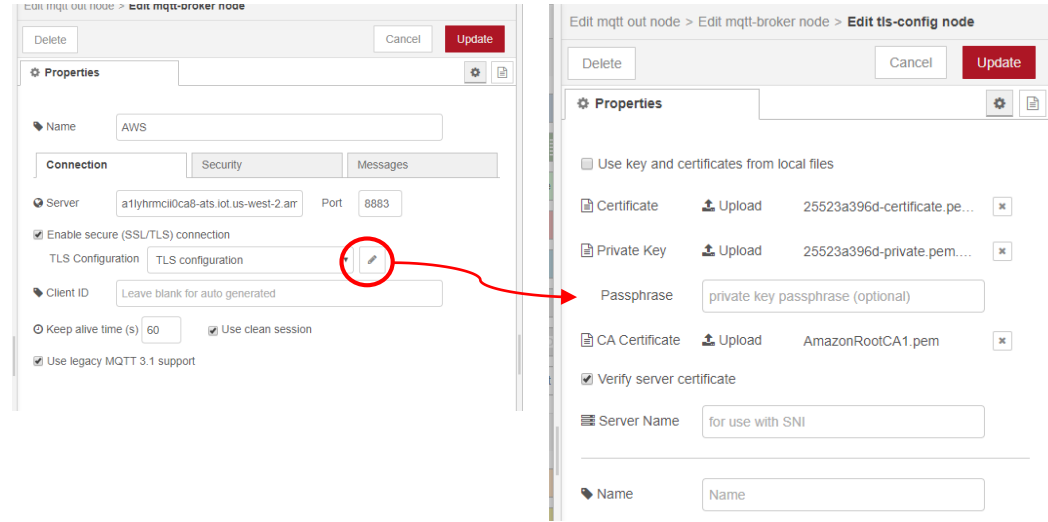 Edit mqtt out node > Edit mqtt-broker node
Delete
Cancel
Update
Properties
Name
AWS
Connection
Security
Messages
Server
a1lyhrmcii0ca8-ats.iot.us-west-2.am
Port
8883
Enable secure (SSL/TLS) connection
TLS Configuration
TLS configuration
Client ID
Leave blank for auto generated
Keep alive time (s)
60
Use clean session
Use legacy MQTT 3.1 support
Edit mqtt out node > Edit mqtt-broker node > Edit tls-config node
Delete
Cancel
Update
Properties
Use key and certificates from local files
Certificate
Upload
25523a396d-certificate.pe...
Private Key
Upload
25523a396d-private.pem....
Passphrase
private key passphrase (optional)
CA Certificate
Upload
AmazonRootCA1.pem
Verify server certificate
Server Name
for use with SNI
Name
Name